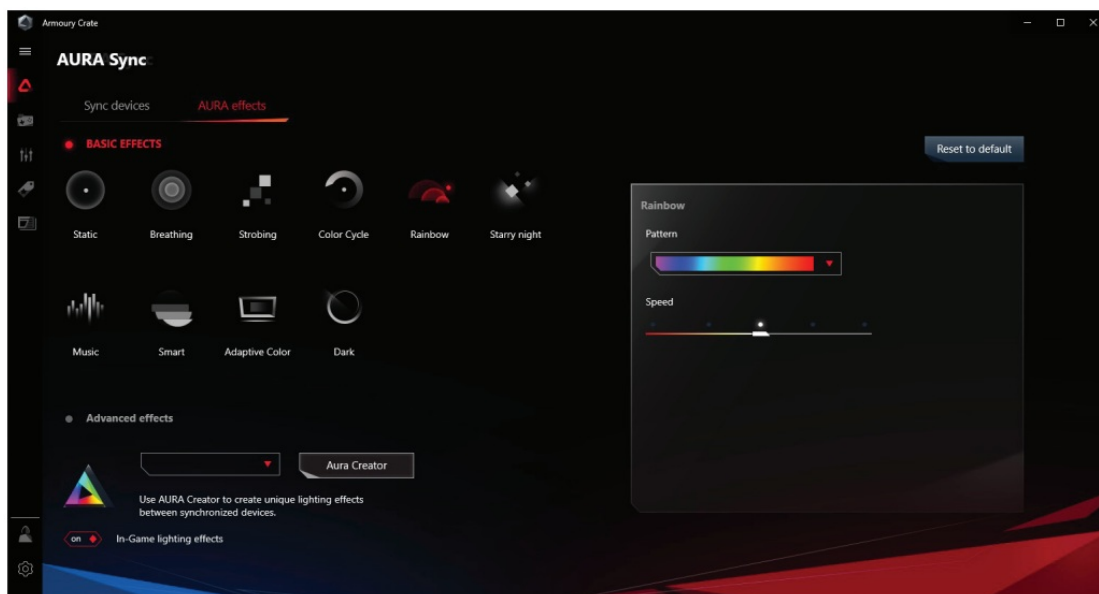 Armoury Crate
AURA Sync
Sync devices
AURA effects
BASIC EFFECTS
Reset to default
Static
Breathing
Strobing
Color Cycle
Rainbow
Starry night
Music
Smart
Adaptive Color
Dark
Advanced effects
Aura Creator
Use AURA Creator to create unique lighting effects
between synchronized devices.
on
In-Game lighting effects
Rainbow
Pattern
Speed